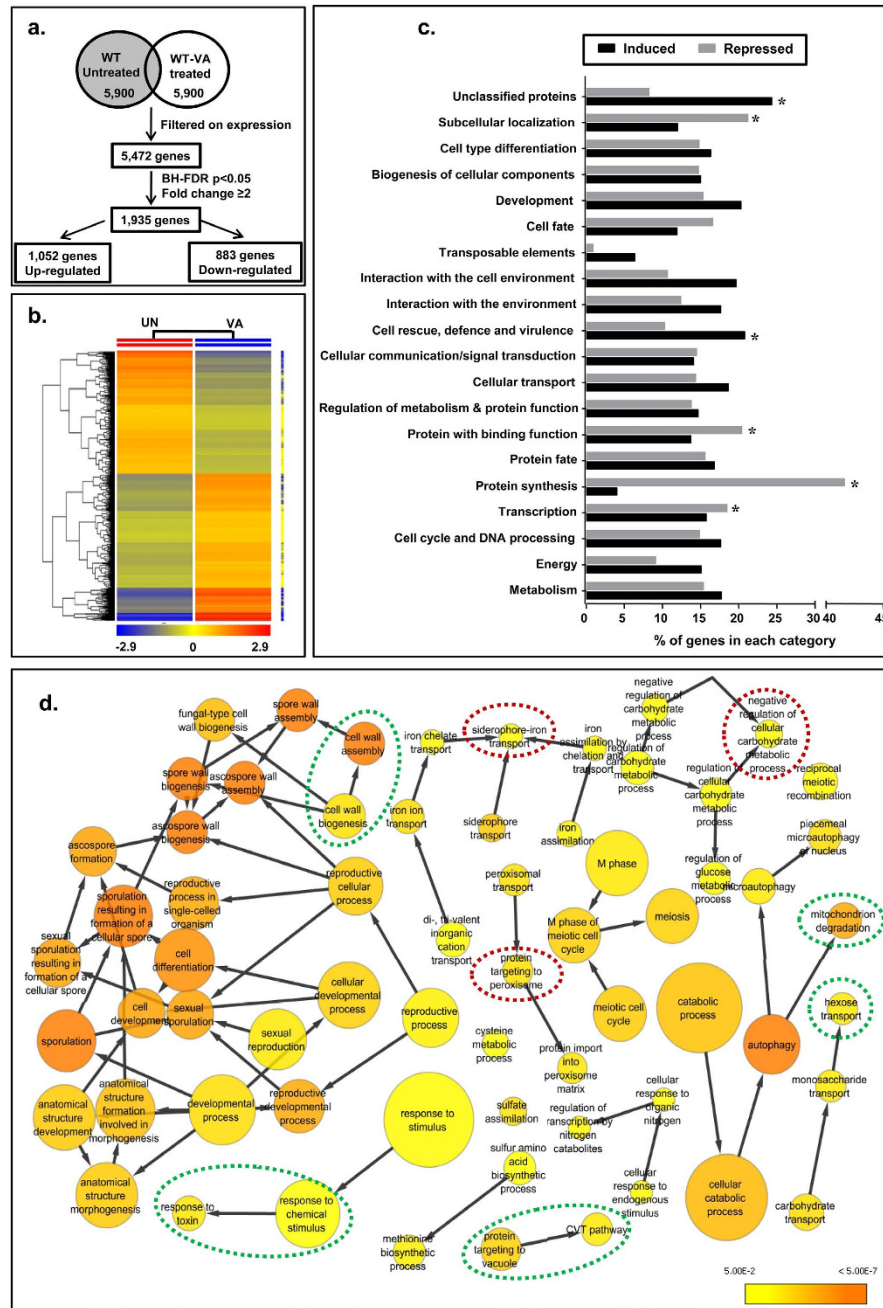 a.
WT
Untreated
5,900
WT-VA
treated
5,900
Filtered on expression
5,472 genes
BH-FDR p<0.05
Fold change ≥2
1,935 genes
1,052 genes
Up-regulated
883 genes
Down-regulated
b.
UN VA
-2.9 0 2.9
c.
Induced Repressed
Unclassified proteins *
Subcellular localization *
Cell type differentiation
Biogenesis of cellular components
Development
Cell fate
Transposable elements
Interaction with the cell environment
Interaction with the environment
Cell rescue, defence and virulence *
Cellular communication/signal transduction
Cellular transport
Regulation of metabolism & protein function
Protein with binding function *
Protein fate
Protein synthesis *
Transcription *
Cell cycle and DNA processing
Energy
Metabolism
0 5 10 15 20 25 30 40 45
% of genes in each category
d.
fungal-type cell
wall biogenesis
spore wall
assembly
cell wall
assembly
spore wall
biogenesis
ascospore wall
assembly
cell wall
biogenesis
ascospore wall
biogenesis
ascospore
formation
reproductive
process in
single-celled
organism
reproductive
cellular process
sporulation
resulting in
formation of a
cellular spore
sexual
sporulation
resulting in
formation of a
cellular spore
cell
differentiation
cell
development
sexual
sporulation
cellular
developmental
process
sporulation
sexual
reproduction
reproductive
process
anatomical
structure
development
anatomical
structure
formation
involved in
morphogenesis
developmental
process
reproductive
developmental
process
anatomical
structure
morphogenesis
response to
toxin
response to
chemical
stimulus
response to
stimulus
iron chelate
transport
siderophore-iron
transport
iron
assimilation by
chelation and
transport
iron ion
transport
siderophore
transport
iron
assimilation
di-, tri-valent
inorganic
cation
transport
peroxisomal
transport
protein
targeting to
peroxisome
protein import
into
peroxisome
matrix
cysteine
metabolic
process
sulfate
assimilation
sulfur amino
acid
biosynthetic
process
methionine
biosynthetic
process
protein
targeting to
vacuole
CVT pathway
regulation of
transcription by
nitrogen
catabolites
cellular
response to
organic
nitrogen
cellular
response to
endogenous
stimulus
M phase
M phase
of meiotic cell
cycle
meiosis
meiotic cell
cycle
negative
regulation of
carbohydrate
metabolic
process
regulation of
carbohydrate
metabolic
process
negative
regulation of
cellular
carbohydrate
metabolic
process
regulation of
cellular
carbohydrate
metabolic
process
regulation of
glucose
metabolic
process
reciprocal
meiotic
recombination
piecemeal
microautophagy
of nucleus
microautophagy
mitochondrion
degradation
catabolic
process
autophagy
hexose
transport
monosaccharide
transport
cellular
catabolic
process
carbohydrate
transport
5.00E-2 < 5.00E-7